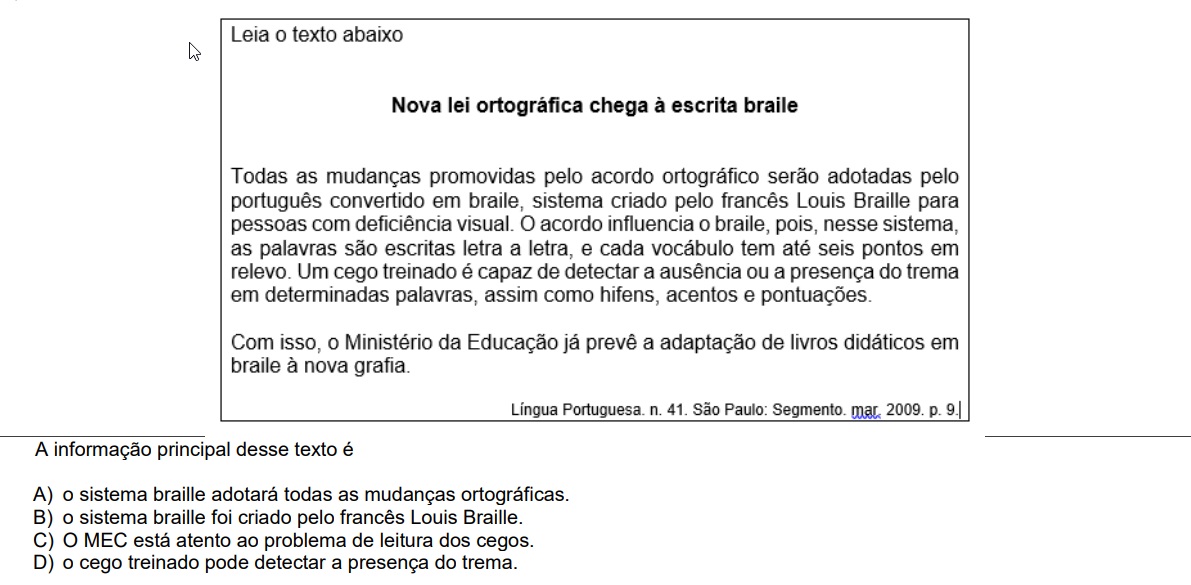 Leia o texto abaixo
Nova lei ortográfica chega à escrita braile
Todas as mudanças promovidas pelo acordo ortográfico serão adotadas pelo
português convertido em braile, sistema criado pelo francês Louis Braille para
pessoas com deficiência visual. O acordo influencia o braile, pois, nesse sistema,
as palavras são escritas letra a letra, e cada vocábulo tem até seis pontos em
relevo. Um cego treinado é capaz de detectar a ausência ou a presença do trema
em determinadas palavras, assim como hifens, acentos e pontuações.
Com isso, o Ministério da Educação já prevê a adaptação de livros didáticos em
braile à nova grafia.
Língua Portuguesa. n. 41. São Paulo: Segmento. mar. 2009. p. 9.
A informação principal desse texto é
A) o sistema braille adotará todas as mudanças ortográficas.
B) o sistema braille foi criado pelo francês Louis Braille.
C) O MEC está atento ao problema de leitura dos cegos.
D) o cego treinado pode detectar a presença do trema.